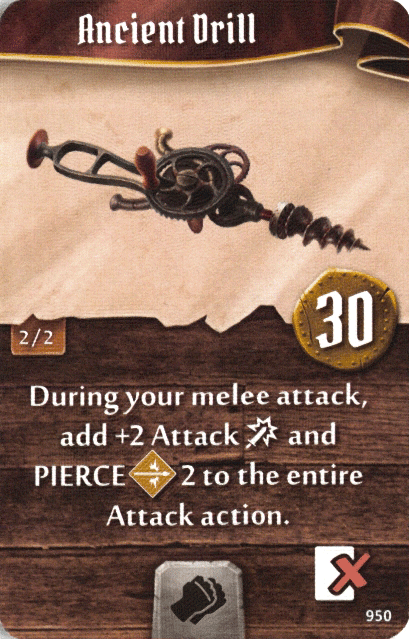 Ancient Drill
30
2/2
During your melee attack,
add +2 Attack and
PIERCE 2 to the entire
Attack action.
950